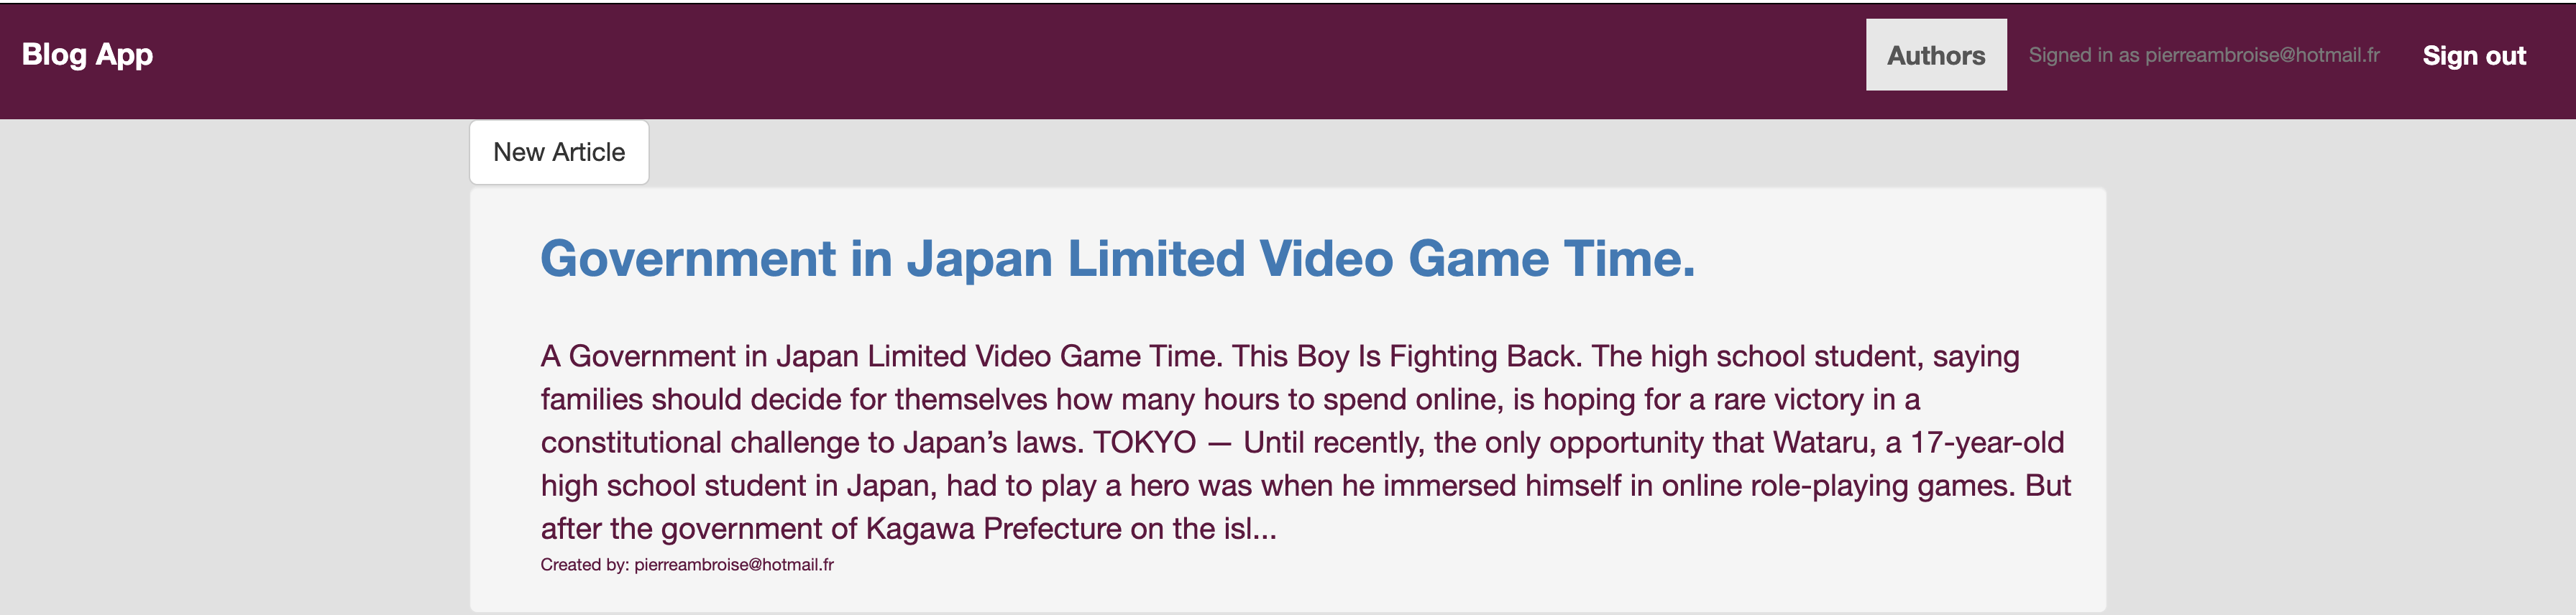 Blog App
Authors
Signed in as pierreambroise@hotmail.fr
Sign out
New Article
Government in Japan Limited Video Game Time.
A Government in Japan Limited Video Game Time. This Boy Is Fighting Back. The high school student, saying
families should decide for themselves how many hours to spend online, is hoping for a rare victory in a
constitutional challenge to Japan’s laws. TOKYO — Until recently, the only opportunity that Wataru, a 17-year-old
high school student in Japan, had to play a hero was when he immersed himself in online role-playing games. But
after the government of Kagawa Prefecture on the isl...
Created by: pierreambroise@hotmail.fr